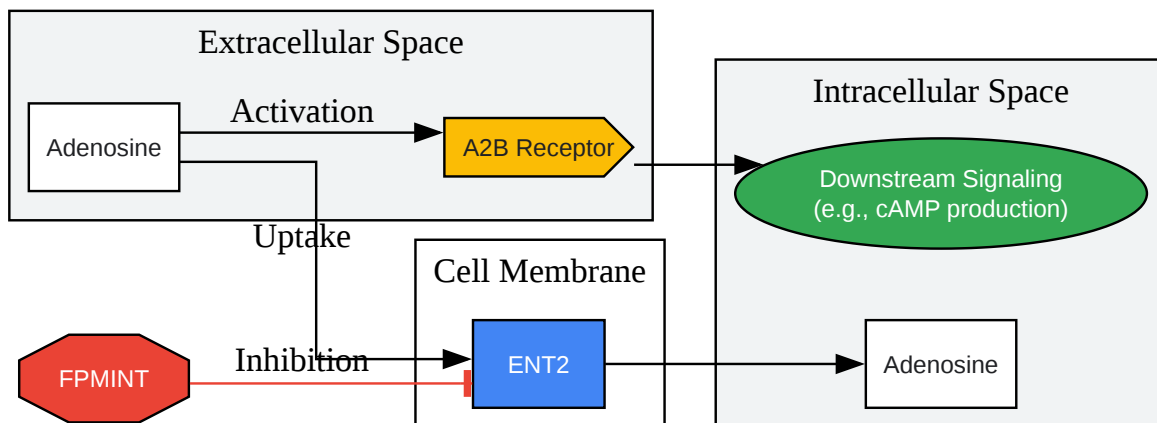 Extracellular Space
Adenosine
Activation
A2B Receptor
Uptake
Intracellular Space
Downstream Signaling
(e.g., cAMP production)
Cell Membrane
FPMINT
Inhibition
ENT2
Adenosine